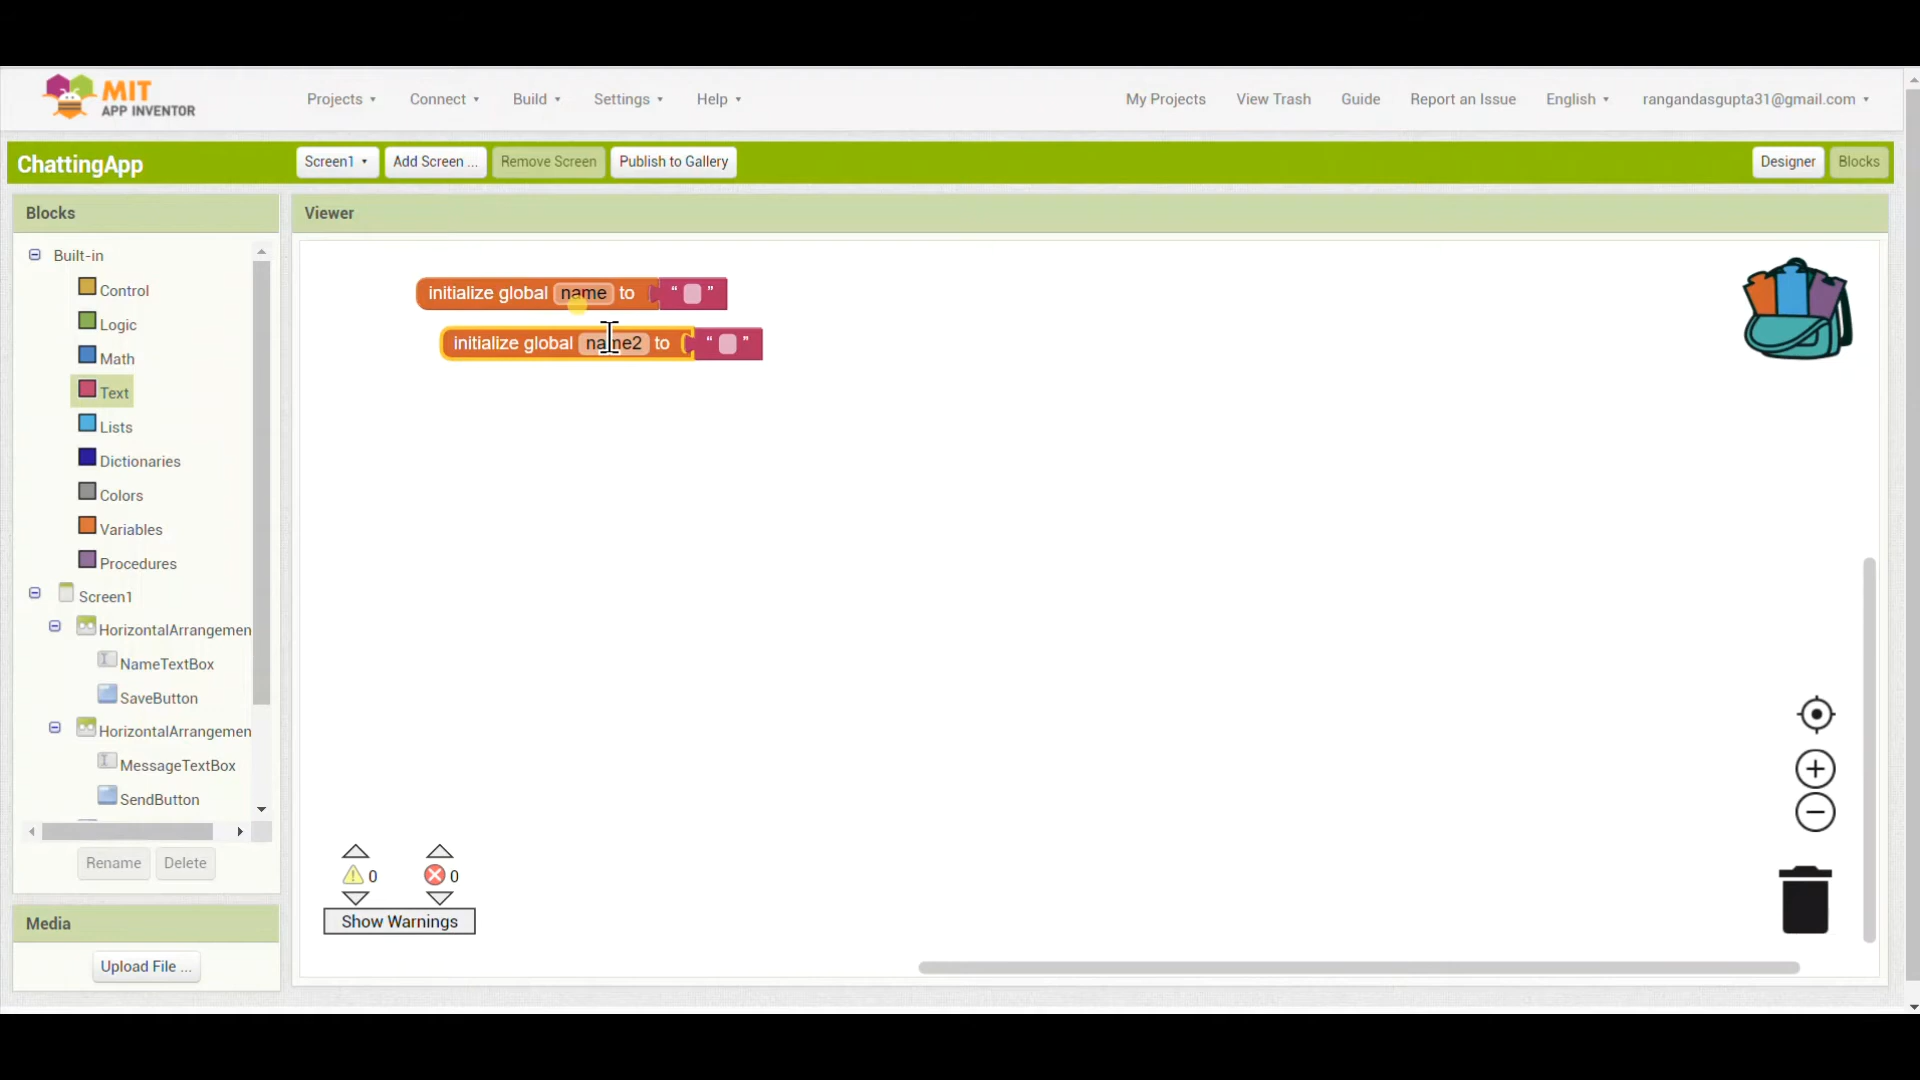 MIT
APP INVENTOR
Projects
Connect
Build
Settings
Help
My Projects
View Trash
Guide
Report an Issue
English
rangandasgupta31@gmail.com
ChattingApp
Screen1
Add Screen ...
Remove Screen
Publish to Gallery
Designer
Blocks
Blocks
Built-in
Control
Logic
Math
Text
Lists
Dictionaries
Colors
Variables
Procedures
Screen1
HorizontalArrangemen
NameTextBox
SaveButton
HorizontalArrangemen
MessageTextBox
SendButton
Rename
Delete
Media
Upload File ...
Viewer
initialize global name to “ ”
initialize global name2 to “ ”
0
0
Show Warnings